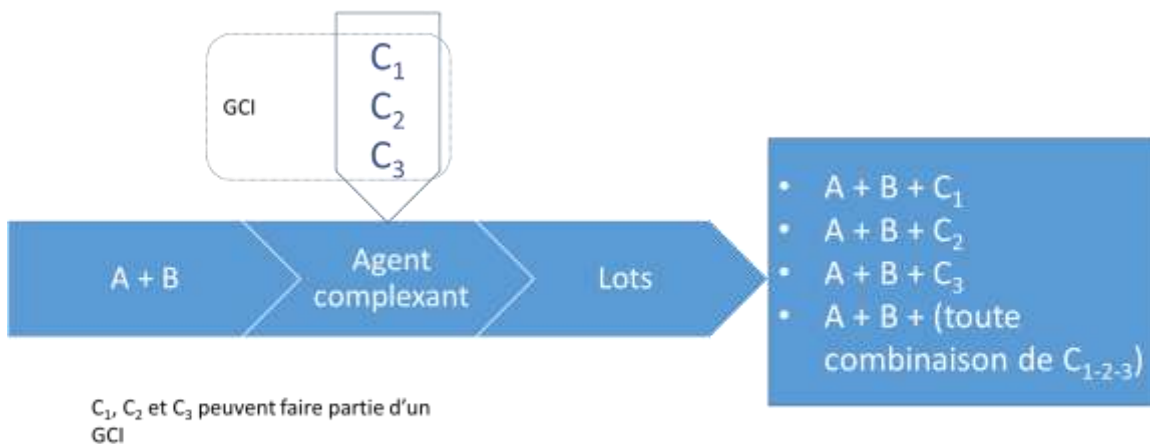 C₁
GCI
C₂
C₃
A + B
Agent
complexant
Lots
• A + B + C₁
• A + B + C₂
• A + B + C₃
• A + B + (toute
combinaison de C₁₋₂₋₃)
C₁, C₂ et C₃ peuvent faire partie d’un
GCI